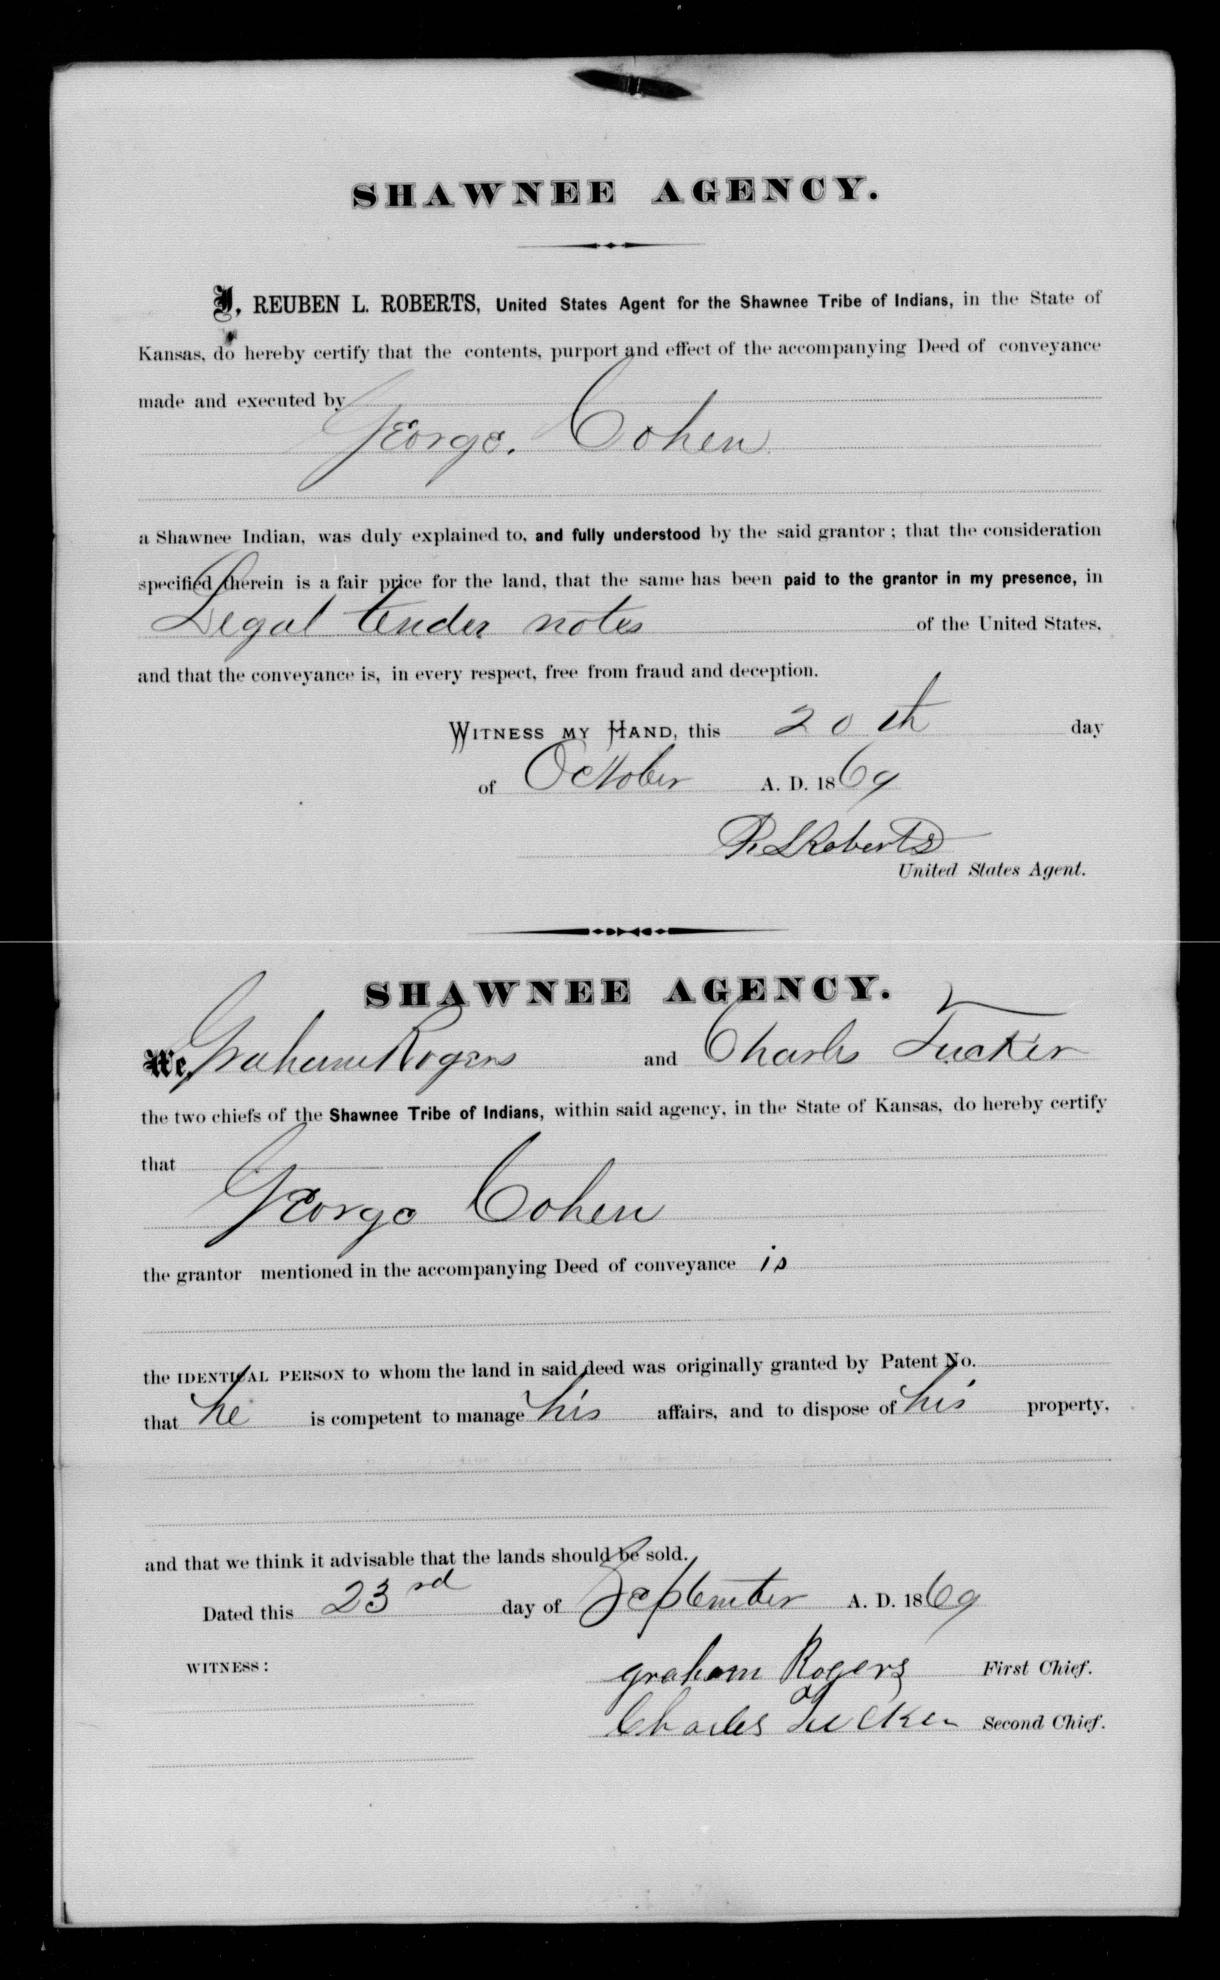 SHAWNEE AGENCY.
I, REUBEN L. ROBERTS, United States Agent for the Shawnee Tribe of Indians, in the State of
Kansas, do hereby certify that the contents, purport and effect of the accompanying Deed of conveyance
made and executed by
George. Cohen
a Shawnee Indian, was duly explained to, and fully understood by the said grantor ; that the consideration
specified therein is a fair price for the land, that the same has been paid to the grantor in my presence, in
Legal tender notes of the United States,
and that the conveyance is, in every respect, free from fraud and deception.
WITNESS MY HAND, this 20th day
of October A. D. 1869
R. L Roberts
United States Agent.
SHAWNEE AGENCY.
We, Graham Rogers and Charles Tucker
the two chiefs of the Shawnee Tribe of Indians, within said agency, in the State of Kansas, do hereby certify
that
George Cohen
the grantor mentioned in the accompanying Deed of conveyance is
the IDENTICAL PERSON to whom the land in said deed was originally granted by Patent No.
that he is competent to manage his affairs, and to dispose of his property,
and that we think it advisable that the lands should be sold.
Dated this 23rd day of September A. D. 1869
WITNESS: graham Rogers First Chief.
Charles Tucker Second Chief.